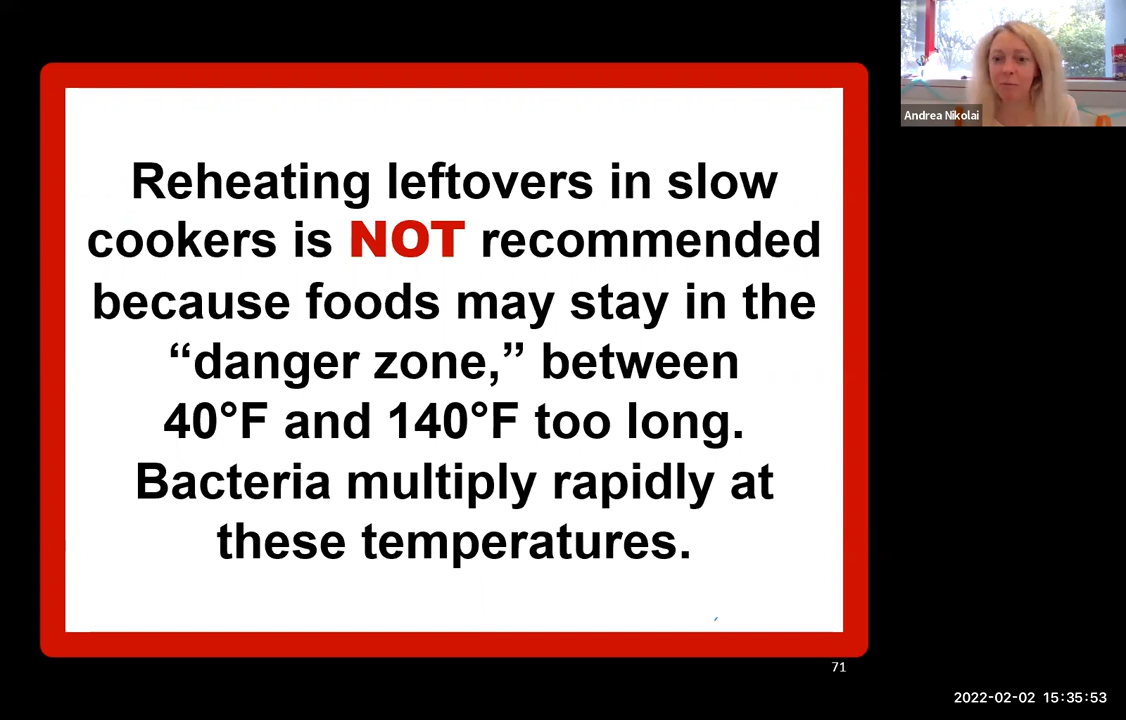 Andrea Nikolai
Reheating leftovers in slow
cookers is NOT recommended
because foods may stay in the
“danger zone,” between
40°F and 140°F too long.
Bacteria multiply rapidly at
these temperatures.
71
2022-02-02 15:35:53